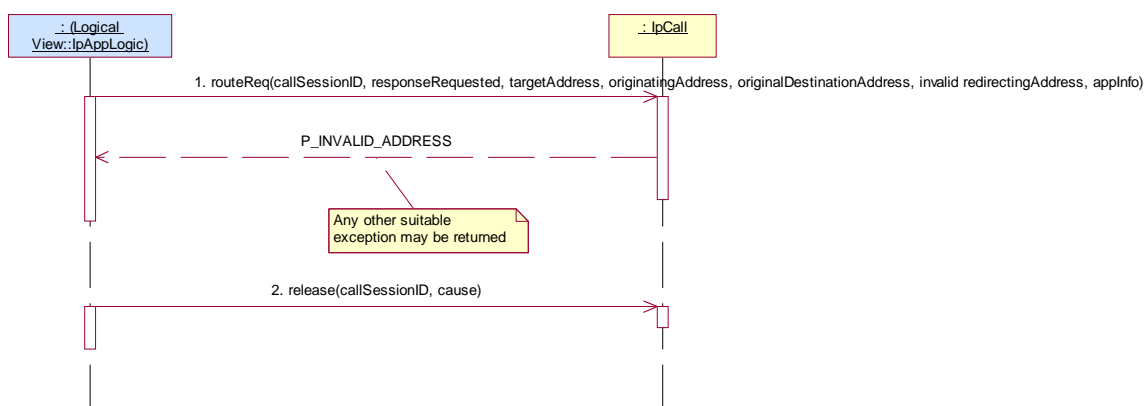 : (Logical
View::IpAppLogic)
: IpCall
1. routeReq(callSessionID, responseRequested, targetAddress, originatingAddress, originalDestinationAddress, invalid redirectingAddress, appInfo)
P_INVALID_ADDRESS
Any other suitable
exception may be returned
2. release(callSessionID, cause)